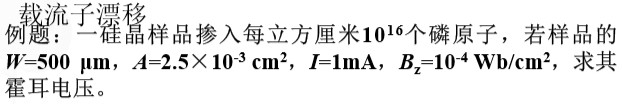 载流子漂移
例题：一硅晶样品掺入每立方厘米10¹⁶个磷原子，若样品的
W=500 μm，A=2.5×10⁻³ cm²，I=1mA，B_z=10⁻⁴ Wb/cm²，求其
霍耳电压。